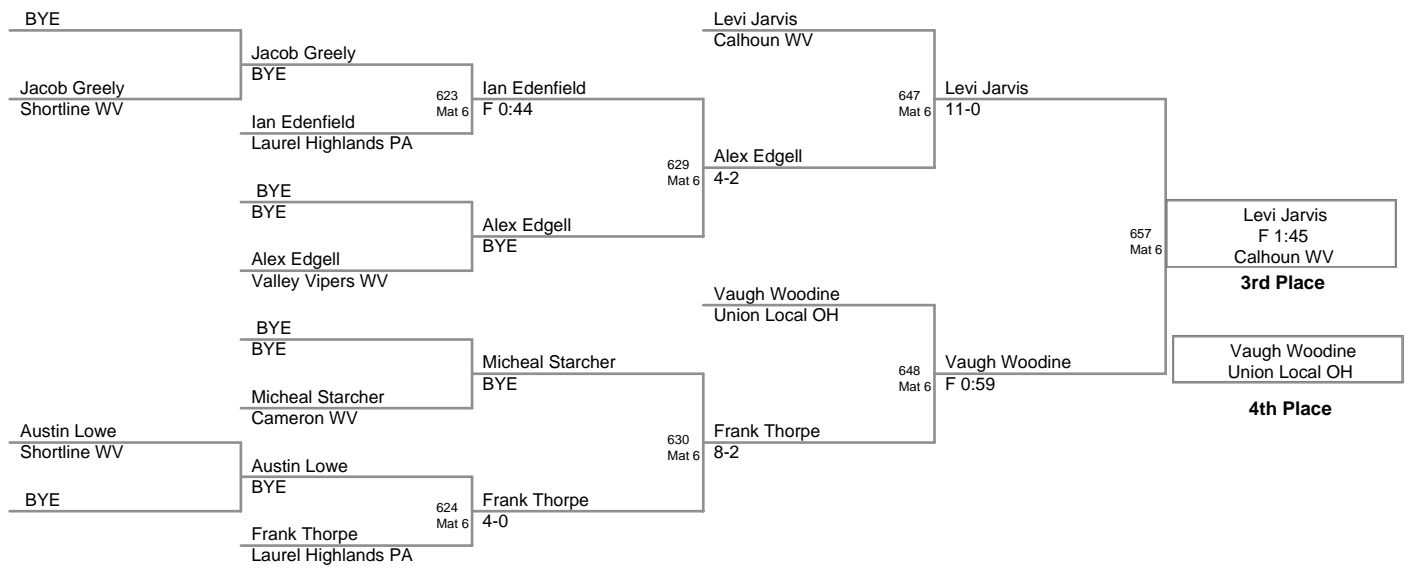 BYE
Jacob Greely
Shortline WV
Jacob Greely
BYE
Ian Edenfield
Laurel Highlands PA
623
Mat 6
Ian Edenfield
F 0:44
BYE
BYE
Alex Edgell
Valley Vipers WV
Alex Edgell
BYE
629
Mat 6
Alex Edgell
4-2
Levi Jarvis
Calhoun WV
647
Mat 6
Levi Jarvis
11-0
BYE
BYE
Micheal Starcher
Cameron WV
Micheal Starcher
BYE
Austin Lowe
Shortline WV
BYE
Austin Lowe
BYE
Frank Thorpe
Laurel Highlands PA
624
Mat 6
Frank Thorpe
4-0
630
Mat 6
Frank Thorpe
8-2
Vaugh Woodine
Union Local OH
648
Mat 6
Vaugh Woodine
F 0:59
657
Mat 6
Levi Jarvis
F 1:45
Calhoun WV
3rd Place
Vaugh Woodine
Union Local OH
4th Place